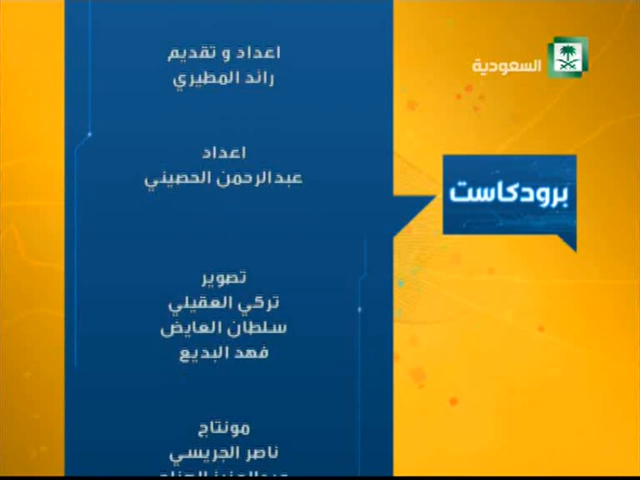 السعودية
برودكاست
اعداد و تقديم
رائد المطيري
اعداد
عبدالرحمن الحصيني
تصوير
تركي العقيلي
سلطان العايض
فهد البديع
مونتاج
ناصر الجريسي